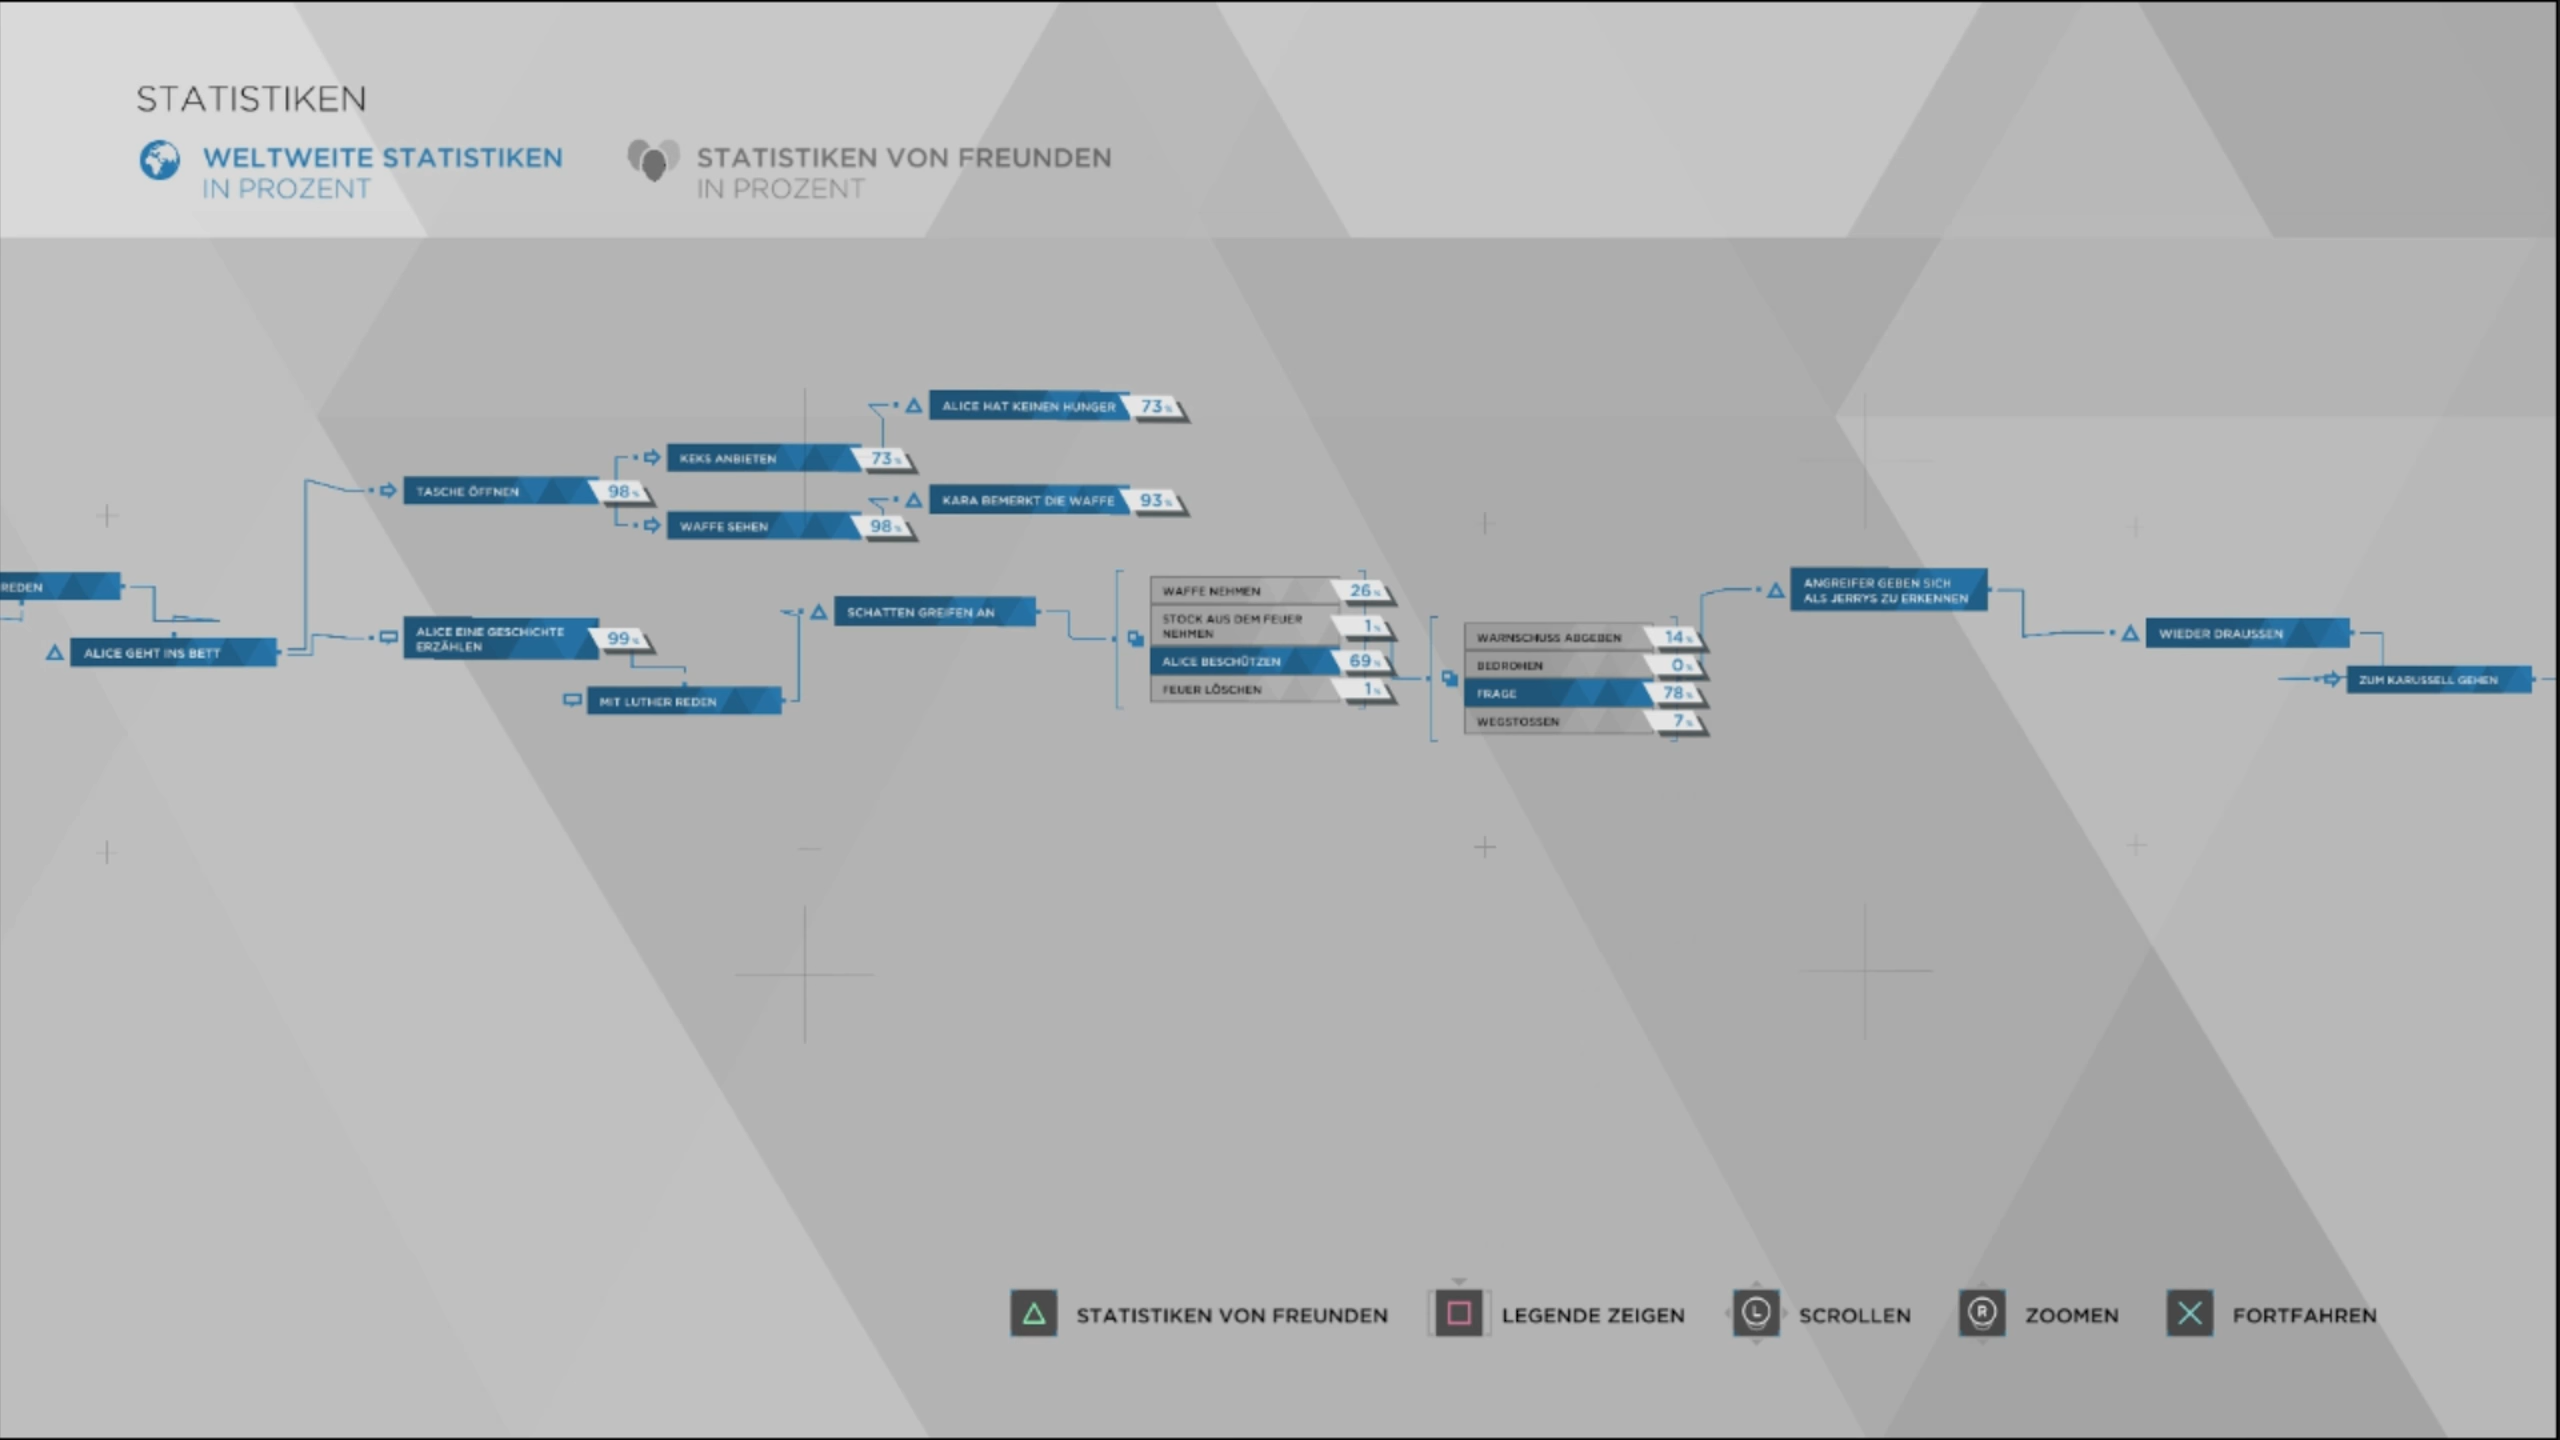 STATISTIKEN
WELTWEITE STATISTIKEN
IN PROZENT
STATISTIKEN VON FREUNDEN
IN PROZENT
REDEN
ALICE GEHT INS BETT
TASCHE ÖFFNEN
98%
KEKS ANBIETEN
73%
ALICE HAT KEINEN HUNGER
73%
WAFFE SEHEN
98%
KARA BEMERKT DIE WAFFE
93%
ALICE EINE GESCHICHTE
ERZÄHLEN
99%
MIT LUTHER REDEN
SCHATTEN GREIFEN AN
WAFFE NEHMEN
26%
STOCK AUS DEM FEUER
NEHMEN
1%
ALICE BESCHÜTZEN
69%
FEUER LÖSCHEN
1%
WARNSCHUSS ABGEBEN
14%
BEDROHEN
0%
FRAGE
78%
WEGSTOSSEN
7%
ANGREIFER GEBEN SICH
ALS JERRYS ZU ERKENNEN
WIEDER DRAUSSEN
ZUM KARUSSELL GEHEN
STATISTIKEN VON FREUNDEN
LEGENDE ZEIGEN
L
SCROLLEN
R
ZOOMEN
FORTFAHREN